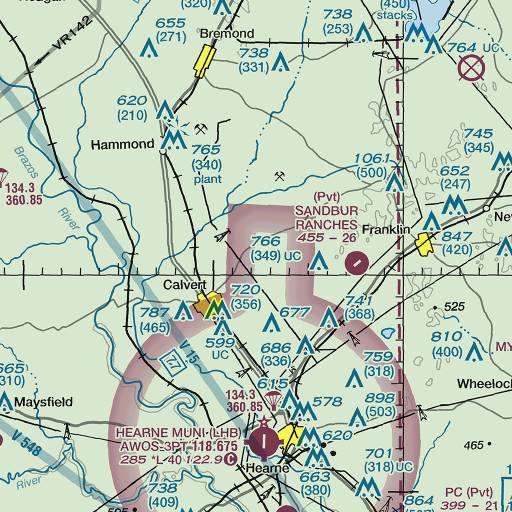 (320)
738
(253)
(450)
stacks
655
(271)
Bremond
VR142
738
(331)
764 UC
620
(210)
Hammond
765
(340)
plant
745
(345)
1061
(500)
652
(247)
Brazos
River
134.3
360.85
(Pvt)
SANDBUR
RANCHES
455 - 26
Franklin
847
(420)
766
(349) UC
Calvert
720
(356)
787
(465)
599
UC
677
741
(368)
525
686
(336)
759
(318)
810
(400)
V 15
77
665
310)
Maysfield
134.3
360.85
615
578
898
(503)
Wheelock
V 548
HEARNE MUNI (LHB)
AWOS-3PT 118.675
285 *L 40 122.9 C
Hearne
620
465
River
663
(380)
701
(318) UC
738
(409)
505
864
PC (Pvt)
399 - 21